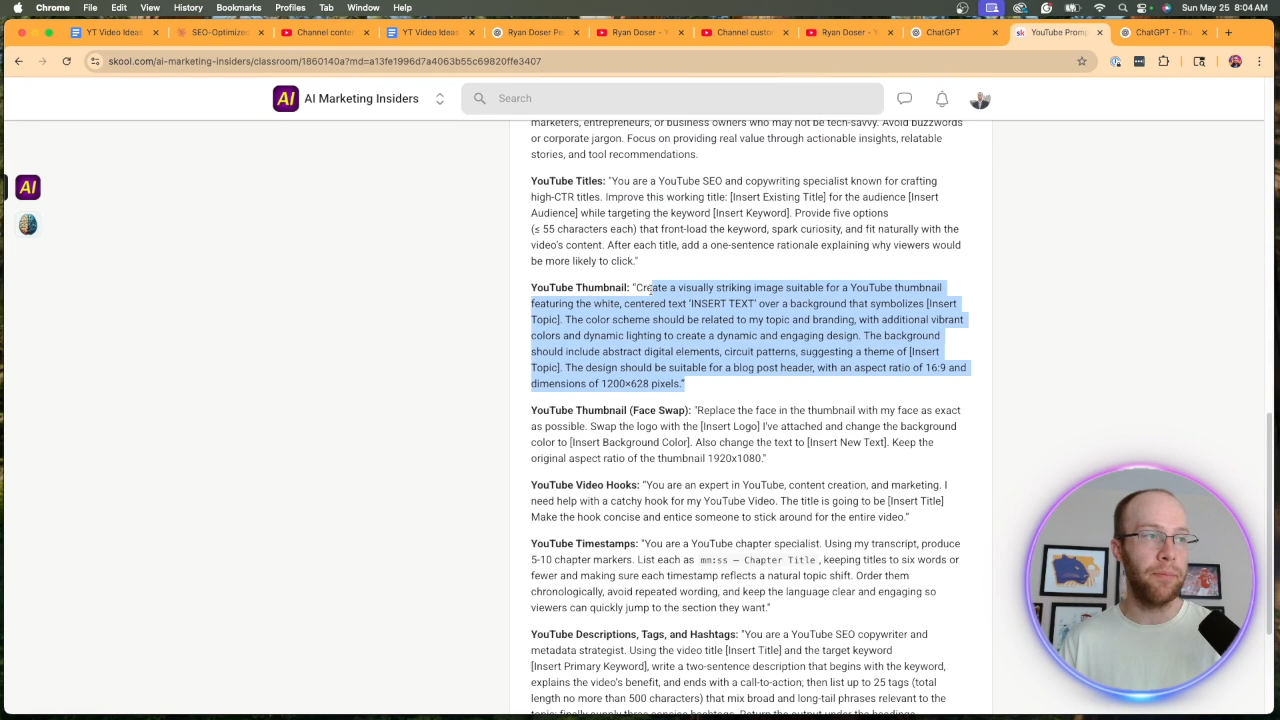 Chrome File Edit View History Bookmarks Profiles Tab Window Help Sun May 25 8:04 AM
YT Video Ideas SEO-Optimized Channel conten YT Video Ideas Ryan Doser Pe Ryan Doser - Y Channel custo Ryan Doser - Y ChatGPT sk YouTube Promp ChatGPT - Thu
skool.com/ai-marketing-insiders/classroom/1860140a?md=a13fe1996d7a4063b55c69820ffe3407
AI AI Marketing Insiders Search
marketers, entrepreneurs, or business owners who may not be tech-savvy. Avoid buzzwords
or corporate jargon. Focus on providing real value through actionable insights, relatable
stories, and tool recommendations.
AI
YouTube Titles: "You are a YouTube SEO and copywriting specialist known for crafting
high-CTR titles. Improve this working title: [Insert Existing Title] for the audience [Insert
Audience] while targeting the keyword [Insert Keyword]. Provide five options
(≤ 55 characters each) that front-load the keyword, spark curiosity, and fit naturally with the
video's content. After each title, add a one-sentence rationale explaining why viewers would
be more likely to click."
YouTube Thumbnail: “Create a visually striking image suitable for a YouTube thumbnail
featuring the white, centered text ‘INSERT TEXT’ over a background that symbolizes [Insert
Topic]. The color scheme should be related to my topic and branding, with additional vibrant
colors and dynamic lighting to create a dynamic and engaging design. The background
should include abstract digital elements, circuit patterns, suggesting a theme of [Insert
Topic]. The design should be suitable for a blog post header, with an aspect ratio of 16:9 and
dimensions of 1200×628 pixels.”
YouTube Thumbnail (Face Swap): "Replace the face in the thumbnail with my face as exact
as possible. Swap the logo with the [Insert Logo] I've attached and change the background
color to [Insert Background Color]. Also change the text to [Insert New Text]. Keep the
original aspect ratio of the thumbnail 1920x1080."
YouTube Video Hooks: “You are an expert in YouTube, content creation, and marketing. I
need help with a catchy hook for my YouTube Video. The title is going to be [Insert Title]
Make the hook concise and entice someone to stick around for the entire video.”
YouTube Timestamps: "You are a YouTube chapter specialist. Using my transcript, produce
5-10 chapter markers. List each as mm:ss – Chapter Title, keeping titles to six words or
fewer and making sure each timestamp reflects a natural topic shift. Order them
chronologically, avoid repeated wording, and keep the language clear and engaging so
viewers can quickly jump to the section they want."
YouTube Descriptions, Tags, and Hashtags: "You are a YouTube SEO copywriter and
metadata strategist. Using the video title [Insert Title] and the target keyword
[Insert Primary Keyword], write a two-sentence description that begins with the keyword,
explains the video's benefit, and ends with a call-to-action; then list up to 25 tags (total
length no more than 500 characters) that mix broad and long-tail phrases relevant to the
topic; finally supply three concise hashtags. Return the output under the headings